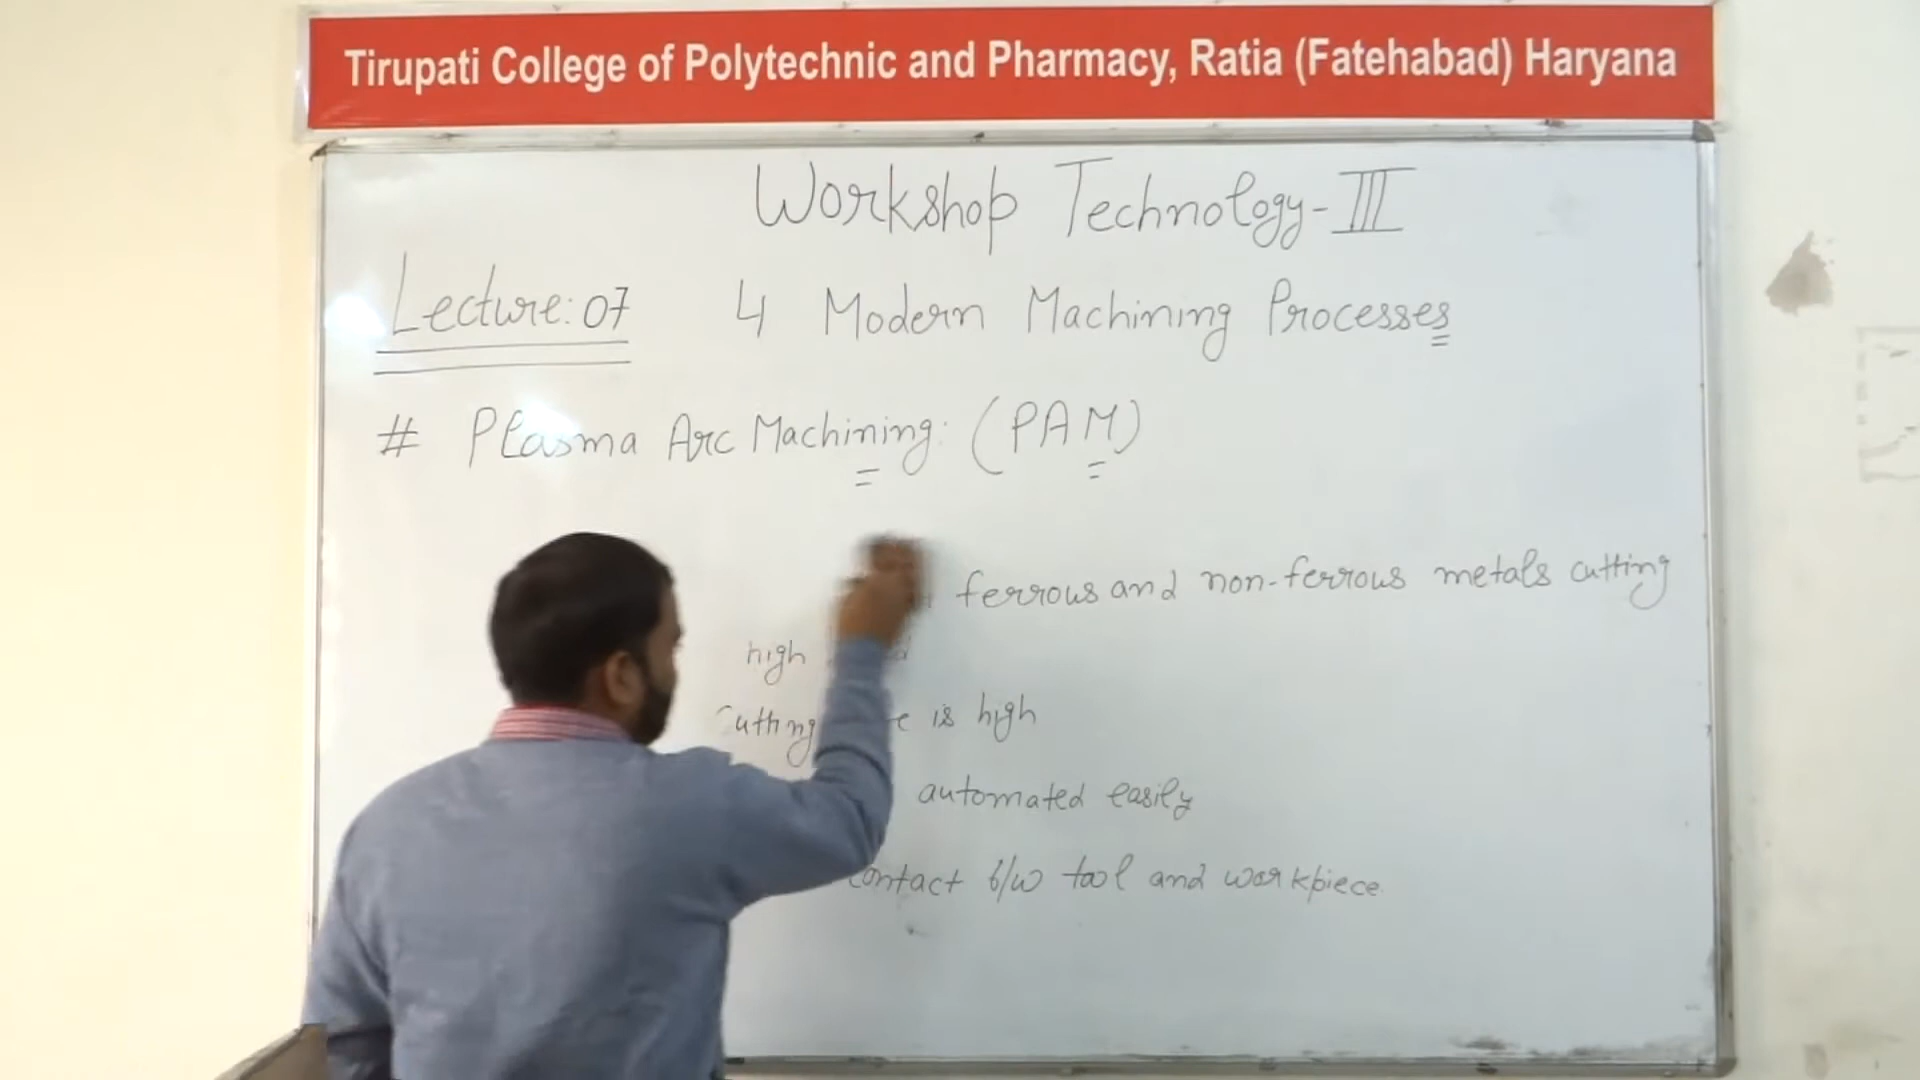 Tirupati College of Polytechnic and Pharmacy, Ratia (Fatehabad) Haryana
Workshop Technology-III
Lecture: 07 4 Modern Machining Processes
# Plasma Arc Machining: (PAM)
ferrous and non-ferrous metals cutting
high
Cutting is high
automated easily
contact b/w tool and workpiece